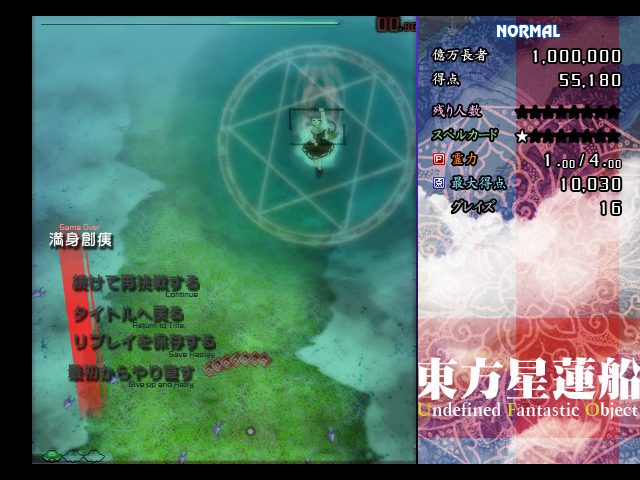 00.00
Game Over
満身創痍
続けて再挑戦する
Continue
タイトルへ戻る
Return to Title
リプレイを保存する
Save Replay
最初からやり直す
Give up and Retry
NORMAL
億万長者 1,000,000
得点 55,180
残り人数
スペルカード
P 霊力 1.00/4.00
最大得点 10,030
グレイズ 16
東方星蓮船
Undefined Fantastic Object